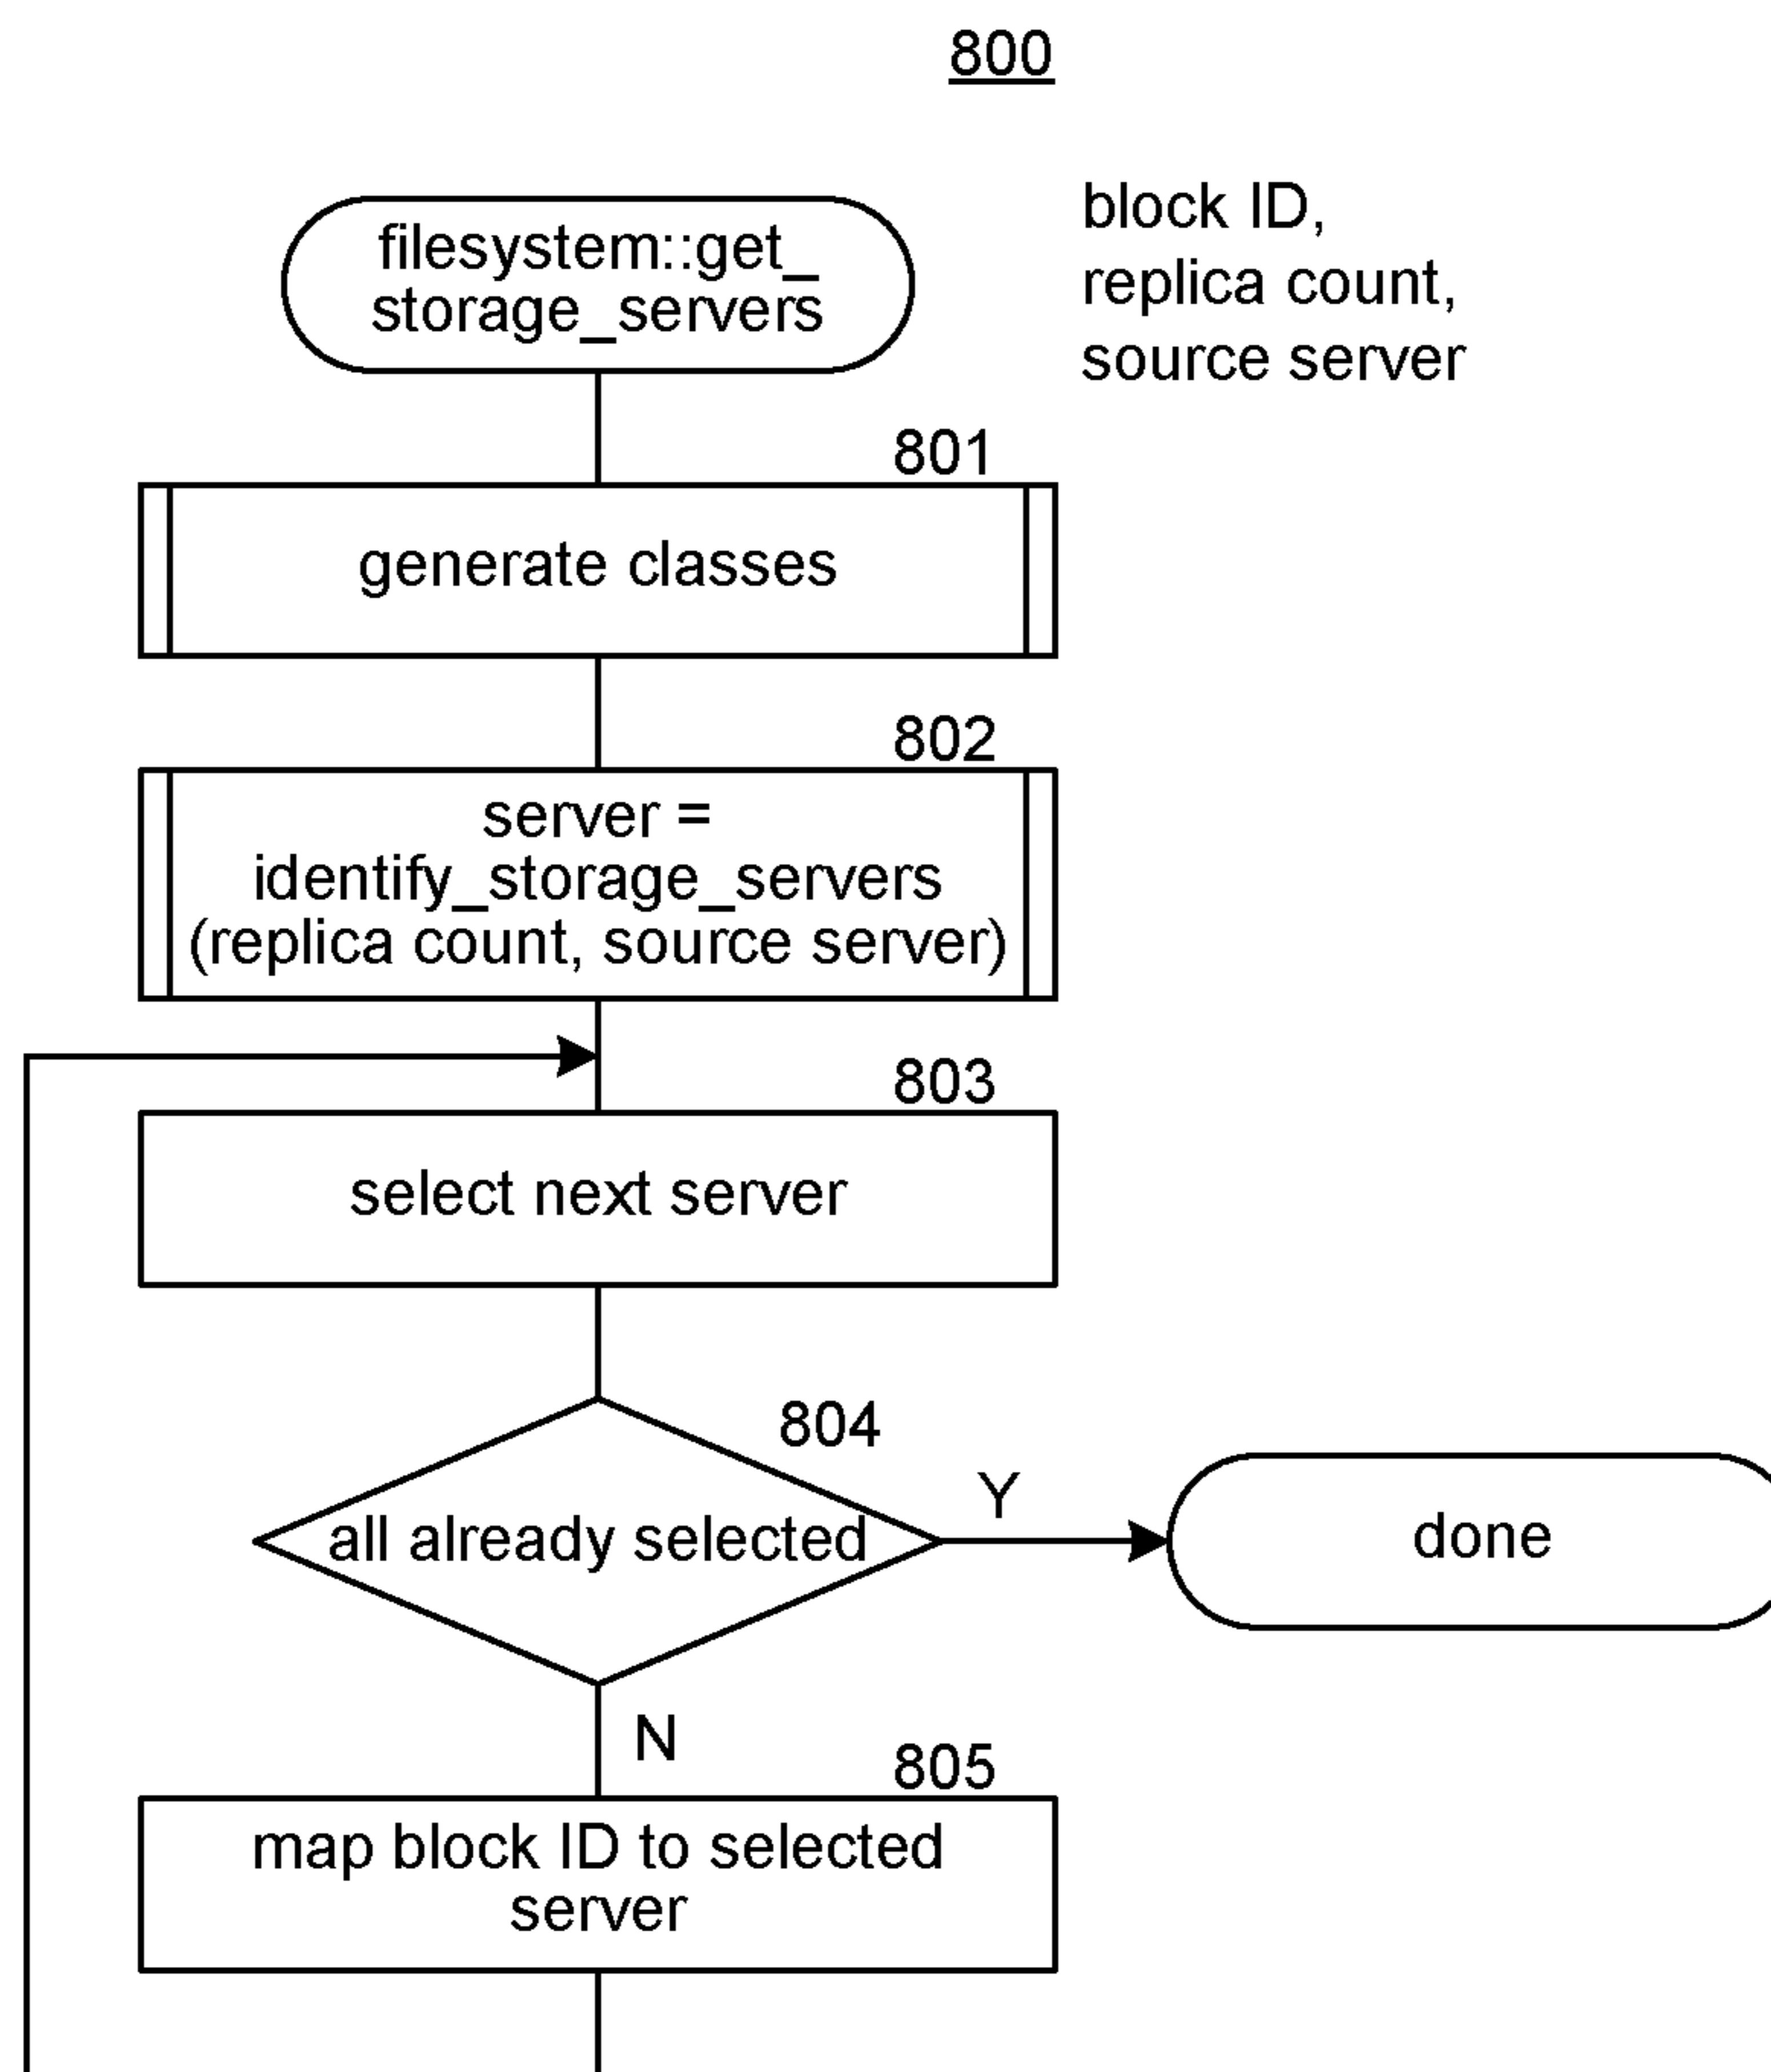 800
filesystem::get_
storage_servers
block ID,
replica count,
source server
801
generate classes
802
server =
identify_storage_servers
(replica count, source server)
803
select next server
804
all already selected
Y
done
N
805
map block ID to selected
server